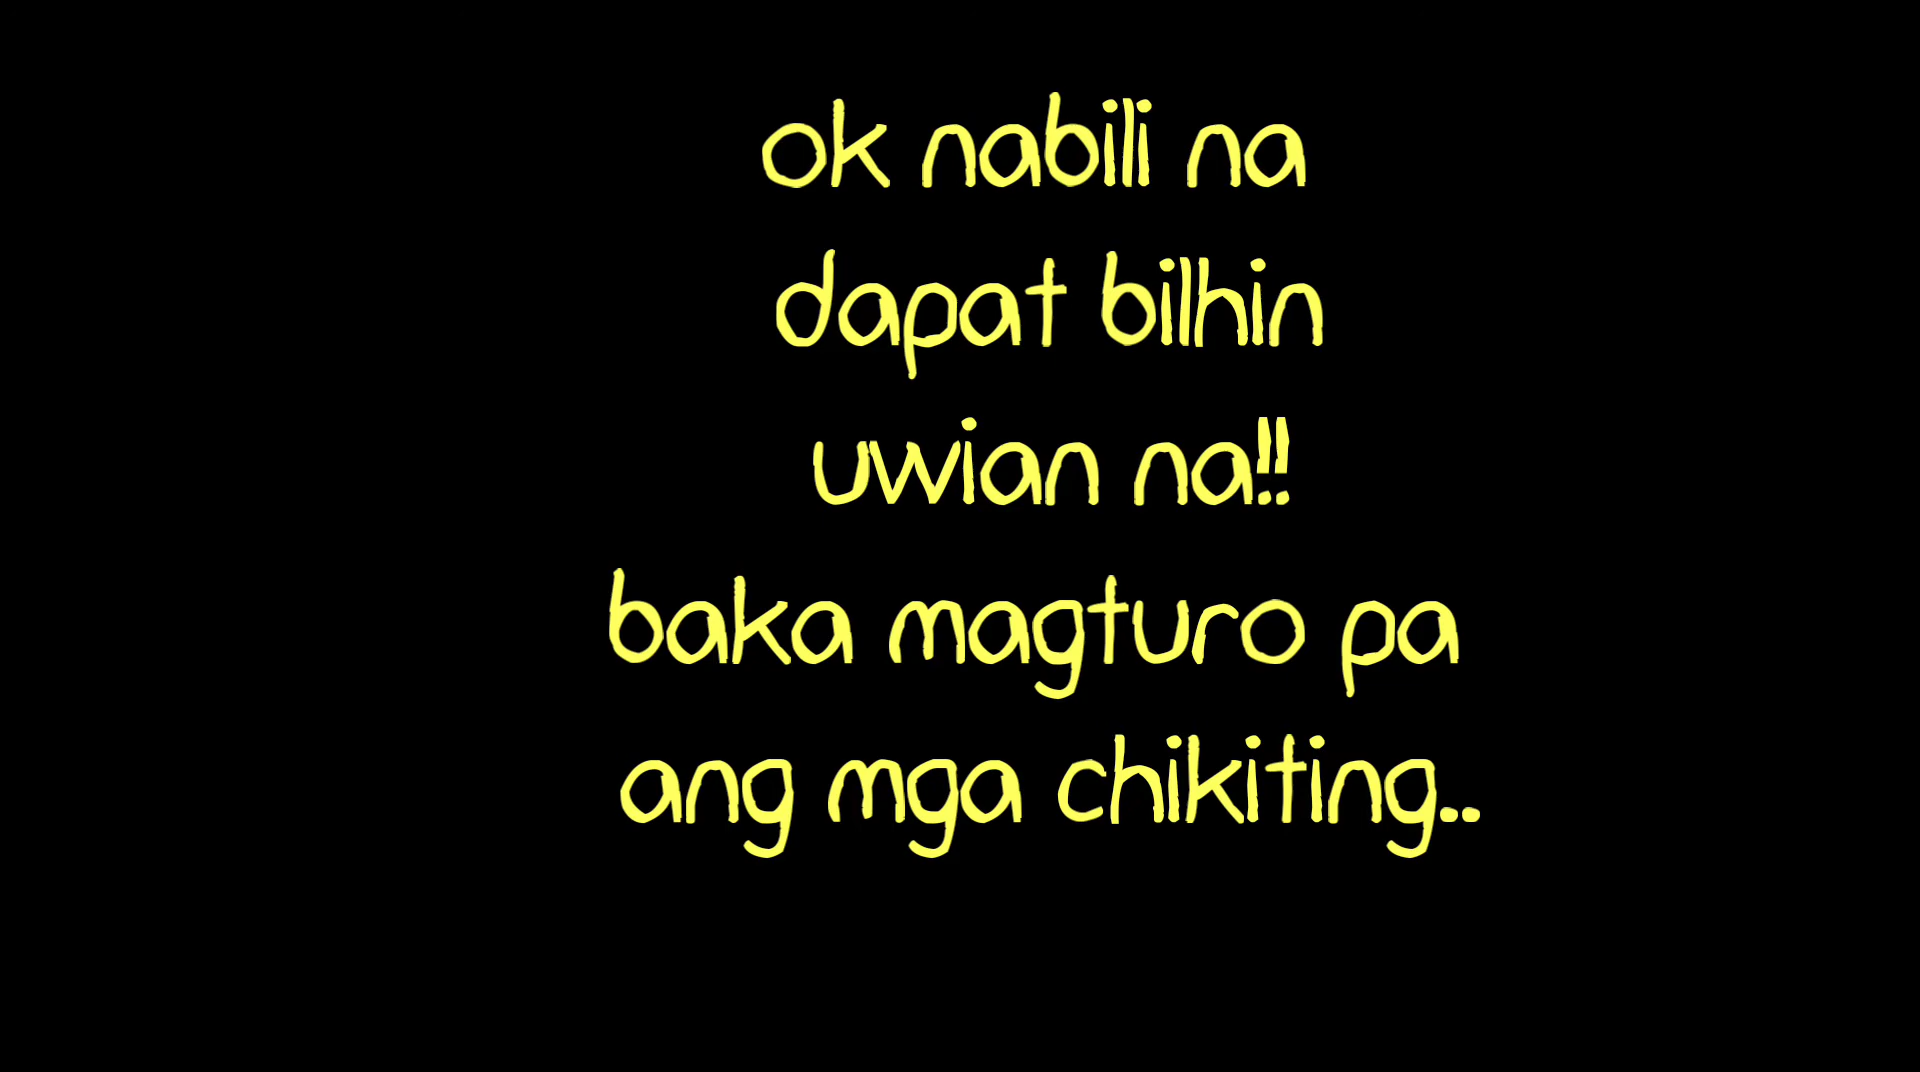 ok nabili na
dapat bilhin
uwian na!!
baka magturo pa
ang mga chikiting..